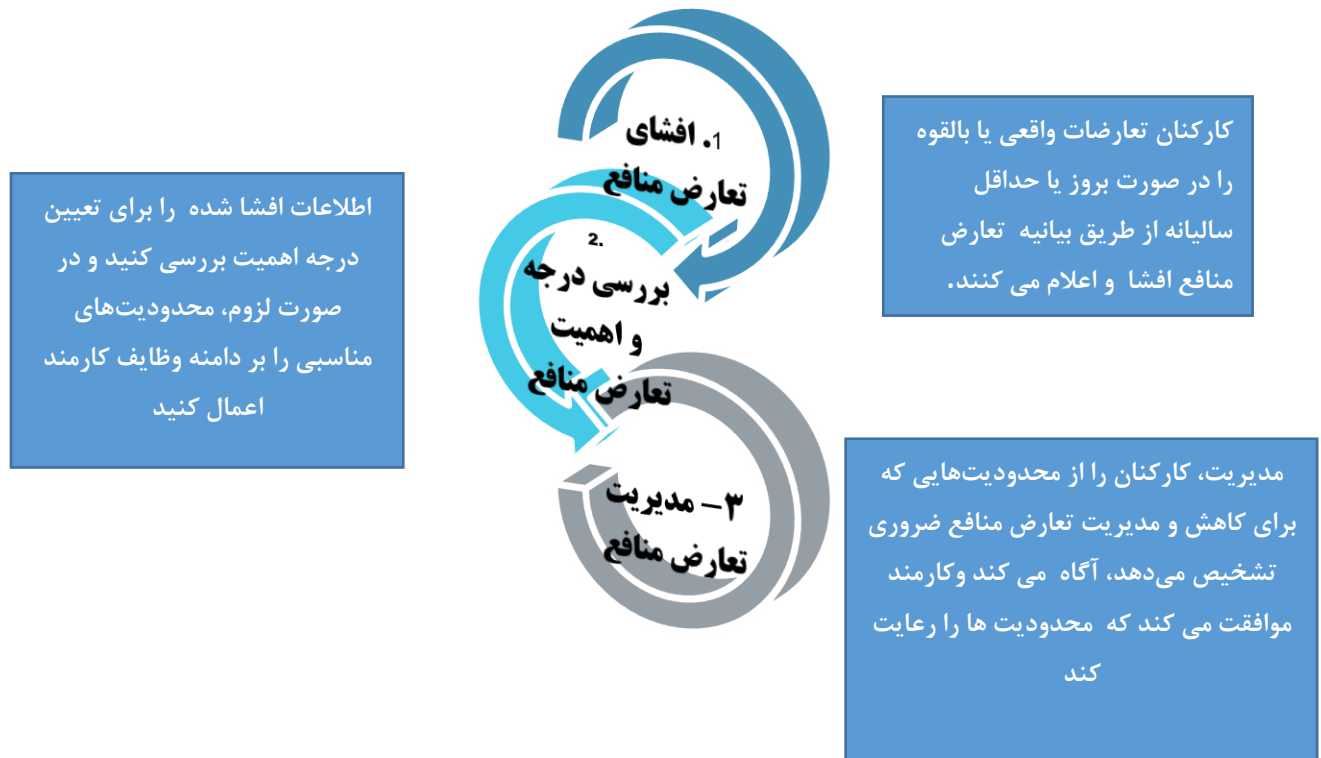 1. افشای
تعارض منافع
کارکنان تعارضات واقعی یا بالقوه
را در صورت بروز یا حداقل
سالیانه از طریق بیانیه تعارض
منافع افشا و اعلام می کنند.
2.
بررسی درجه
و اهمیت
تعارض منافع
اطلاعات افشا شده را برای تعیین
درجه اهمیت بررسی کنید و در
صورت لزوم، محدودیت‌های
مناسبی را بر دامنه وظایف کارمند
اعمال کنید
۳- مدیریت
تعارض منافع
مدیریت، کارکنان را از محدودیت‌هایی که
برای کاهش و مدیریت تعارض منافع ضروری
تشخیص می‌دهد، آگاه می کند وکارمند
موافقت می کند که محدودیت ها را رعایت
کند